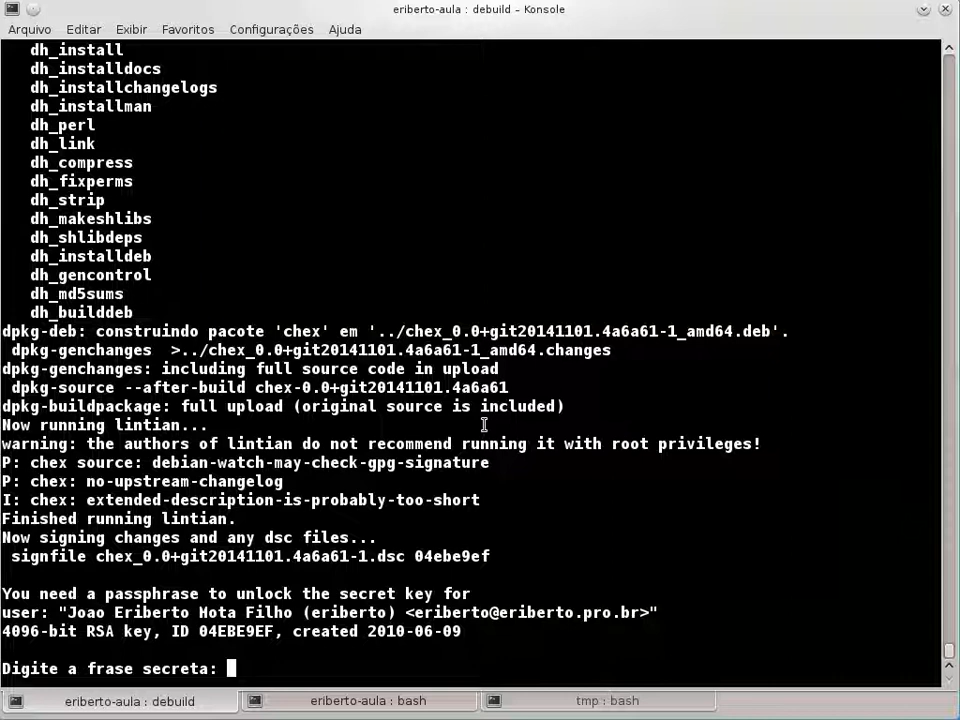 eriberto-aula : debuild – Konsole
Arquivo Editar Exibir Favoritos Configurações Ajuda
dh_install
dh_installdocs
dh_installchangelogs
dh_installman
dh_perl
dh_link
dh_compress
dh_fixperms
dh_strip
dh_makeshlibs
dh_shlibdeps
dh_installdeb
dh_gencontrol
dh_md5sums
dh_builddeb
dpkg-deb: construindo pacote 'chex' em '../chex_0.0+git20141101.4a6a61-1_amd64.deb'.
dpkg-genchanges >../chex_0.0+git20141101.4a6a61-1_amd64.changes
dpkg-genchanges: including full source code in upload
dpkg-source --after-build chex-0.0+git20141101.4a6a61
dpkg-buildpackage: full upload (original source is included)
Now running lintian...
warning: the authors of lintian do not recommend running it with root privileges!
P: chex source: debian-watch-may-check-gpg-signature
P: chex: no-upstream-changelog
I: chex: extended-description-is-probably-too-short
Finished running lintian.
Now signing changes and any dsc files...
signfile chex_0.0+git20141101.4a6a61-1.dsc 04ebe9ef
You need a passphrase to unlock the secret key for
user: "Joao Eriberto Mota Filho (eriberto) <eriberto@eriberto.pro.br>"
4096-bit RSA key, ID 04EBE9EF, created 2010-06-09
Digite a frase secreta:
eriberto-aula : debuild eriberto-aula : bash tmp : bash